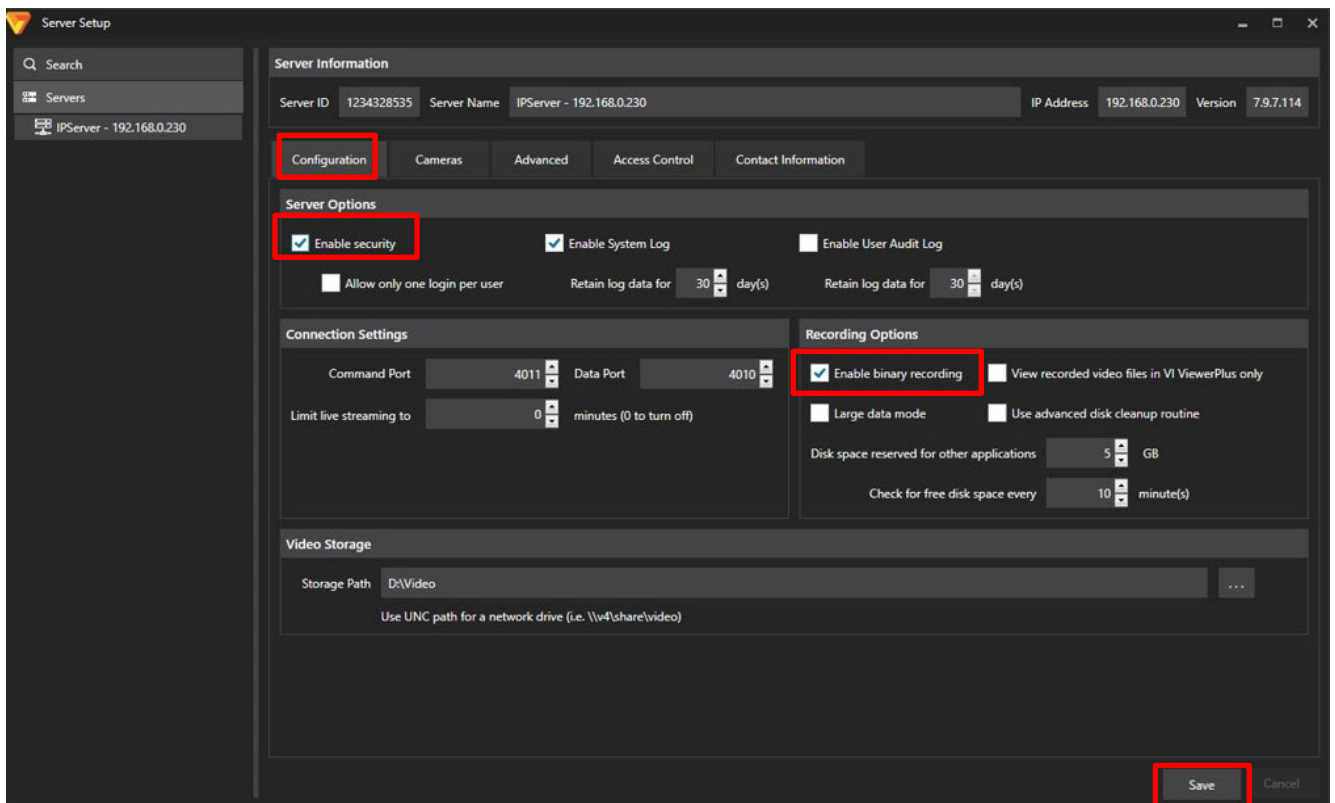 Server Setup
Search
Servers
IPServer - 192.168.0.230
Server Information
Server ID 1234328535 Server Name IPServer - 192.168.0.230 IP Address 192.168.0.230 Version 7.9.7.114
Configuration Cameras Advanced Access Control Contact Information
Server Options
Enable security Enable System Log Enable User Audit Log
Allow only one login per user Retain log data for 30 day(s) Retain log data for 30 day(s)
Connection Settings
Command Port 4011 Data Port 4010
Limit live streaming to 0 minutes (0 to turn off)
Recording Options
Enable binary recording View recorded video files in VI ViewerPlus only
Large data mode Use advanced disk cleanup routine
Disk space reserved for other applications 5 GB
Check for free disk space every 10 minute(s)
Video Storage
Storage Path D:\Video ...
Use UNC path for a network drive (i.e. \\v4\share\video)
Save Cancel